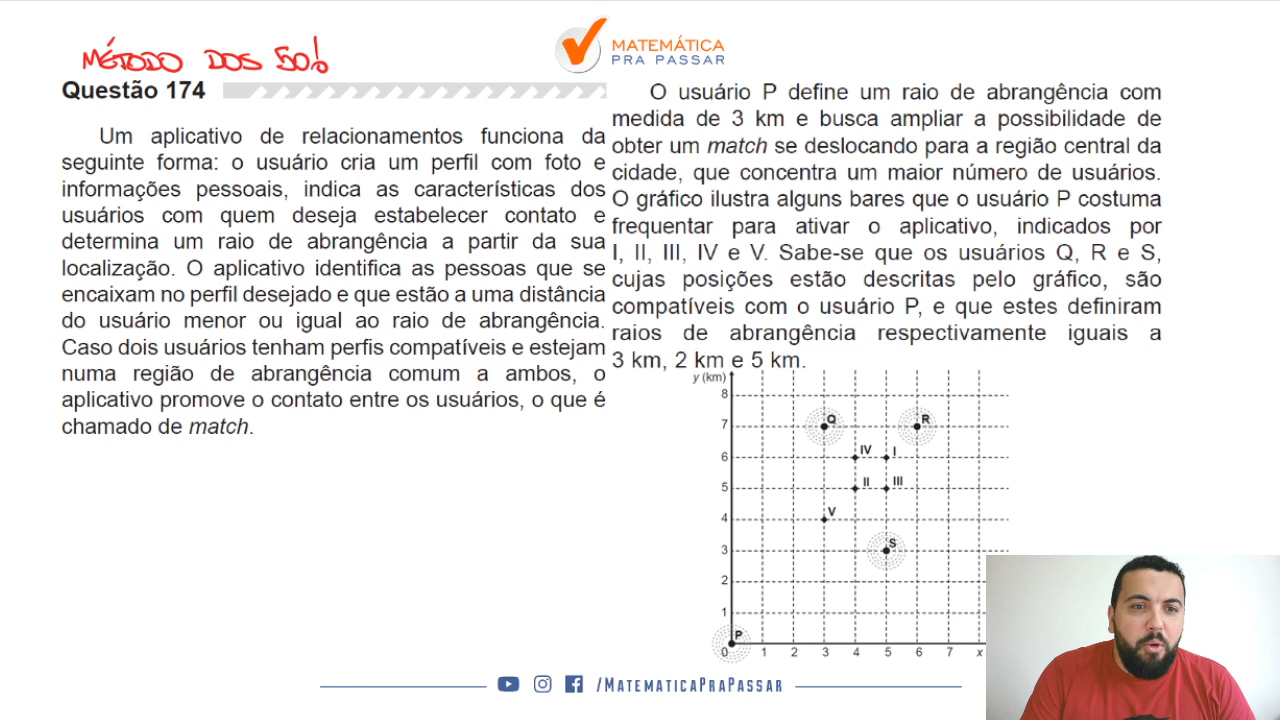 MÉTODO DOS 50!
MATEMÁTICA
PRA PASSAR
Questão 174
Um aplicativo de relacionamentos funciona da
seguinte forma: o usuário cria um perfil com foto e
informações pessoais, indica as características dos
usuários com quem deseja estabelecer contato e
determina um raio de abrangência a partir da sua
localização. O aplicativo identifica as pessoas que se
encaixam no perfil desejado e que estão a uma distância
do usuário menor ou igual ao raio de abrangência.
Caso dois usuários tenham perfis compatíveis e estejam
numa região de abrangência comum a ambos, o
aplicativo promove o contato entre os usuários, o que é
chamado de match.
O usuário P define um raio de abrangência com
medida de 3 km e busca ampliar a possibilidade de
obter um match se deslocando para a região central da
cidade, que concentra um maior número de usuários.
O gráfico ilustra alguns bares que o usuário P costuma
frequentar para ativar o aplicativo, indicados por
I, II, III, IV e V. Sabe-se que os usuários Q, R e S,
cujas posições estão descritas pelo gráfico, são
compatíveis com o usuário P, e que estes definiram
raios de abrangência respectivamente iguais a
3 km, 2 km e 5 km.
y (km)
8
7 Q R
6 IV I
5 II III
4 V
3 S
2
1
P
0 1 2 3 4 5 6 7 x
/MATEMATICAPRAPASSAR